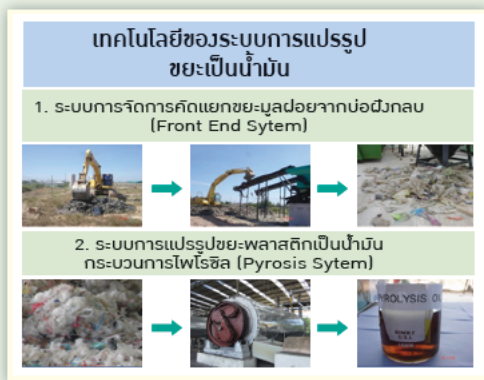 เทคโนโลยีของระบบการแปรรูป
ขยะเป็นน้ำมัน
1. ระบบการจัดการคัดแยกขยะมูลฝอยจากบ่อฝังกลบ
(Front End Sytem)
2. ระบบการแปรรูปขยะพลาสติกเป็นน้ำมัน
กระบวนการไพโรซิล (Pyrosis Sytem)
PYROLYSIS OIL